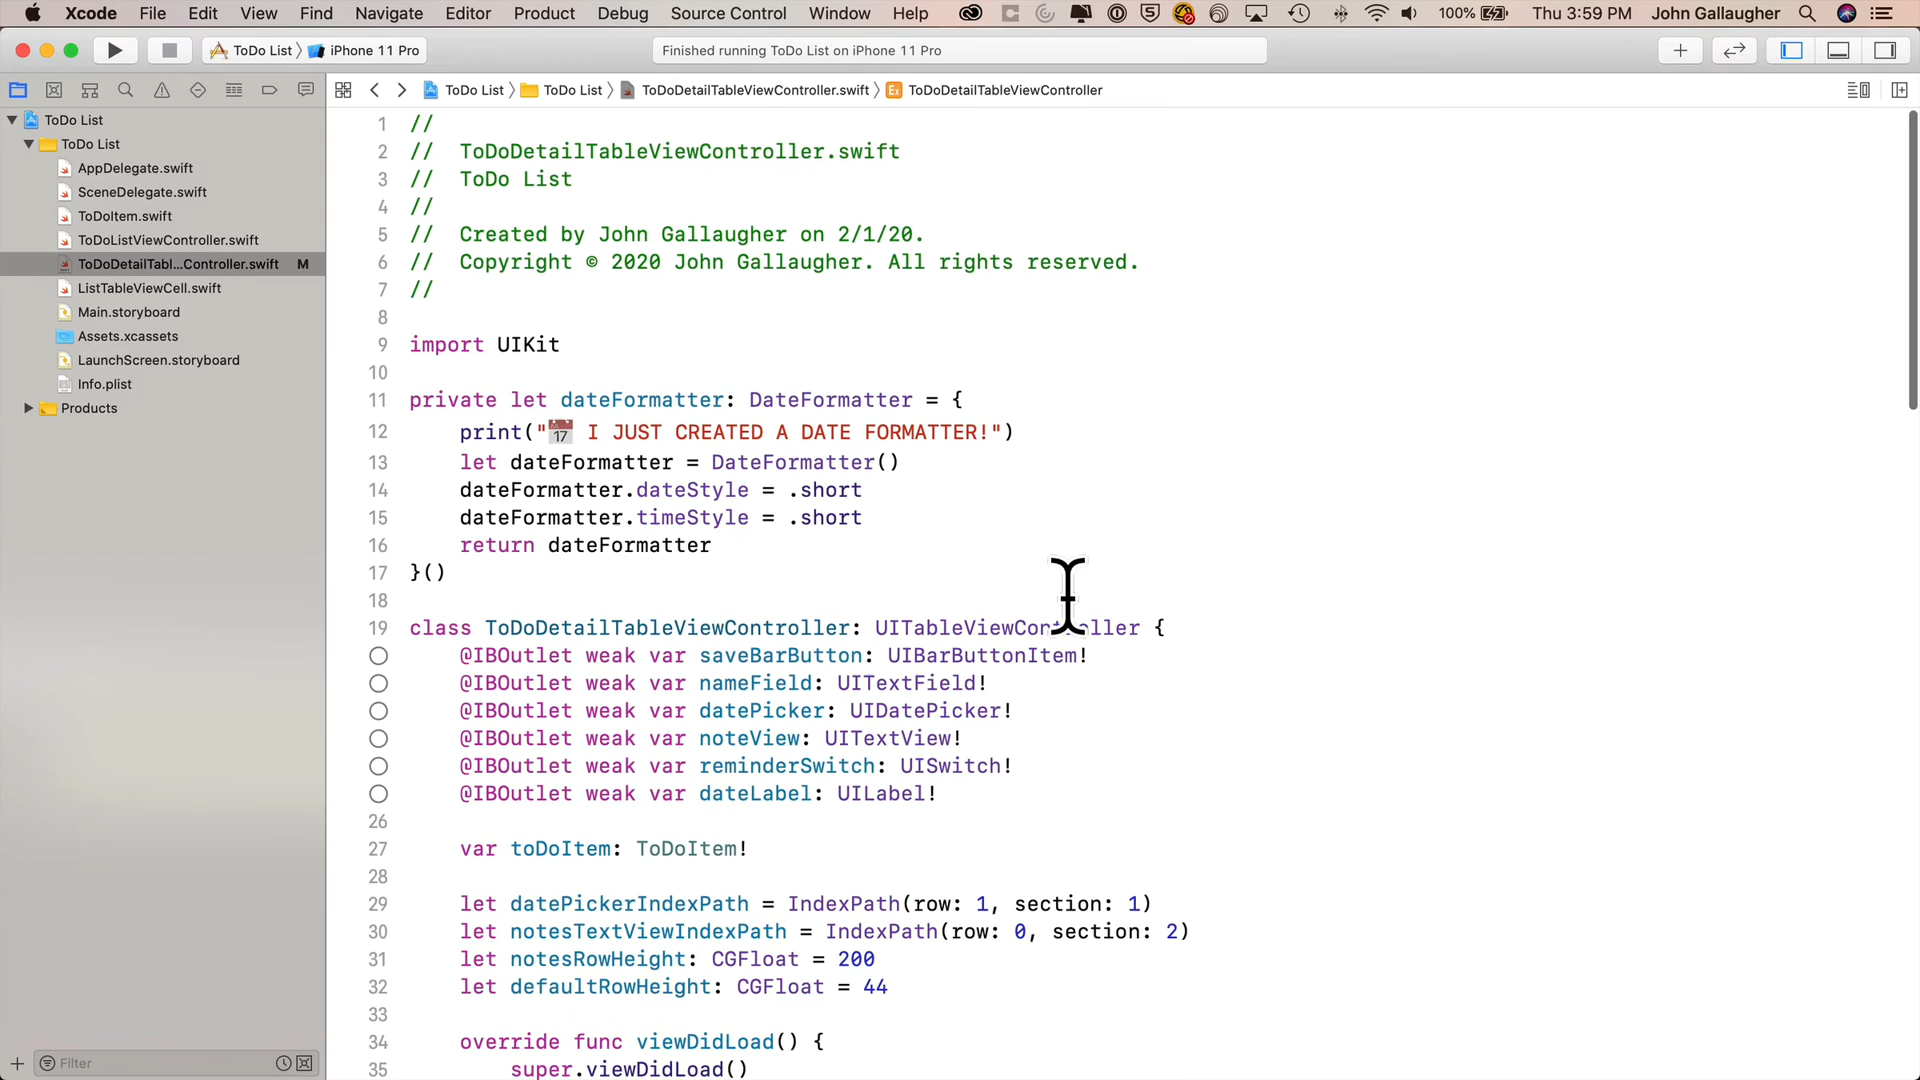 Xcode File Edit View Find Navigate Editor Product Debug Source Control Window Help 100% Thu 3:59 PM John Gallaugher
ToDo List iPhone 11 Pro Finished running ToDo List on iPhone 11 Pro
ToDo List ToDo List ToDoDetailTableViewController.swift Ex ToDoDetailTableViewController
ToDo List
ToDo List
AppDelegate.swift
SceneDelegate.swift
ToDoItem.swift
ToDoListViewController.swift
ToDoDetailTabl...Controller.swift M
ListTableViewCell.swift
Main.storyboard
Assets.xcassets
LaunchScreen.storyboard
Info.plist
Products
Filter
1 //
2 // ToDoDetailTableViewController.swift
3 // ToDo List
4 //
5 // Created by John Gallaugher on 2/1/20.
6 // Copyright © 2020 John Gallaugher. All rights reserved.
7 //
8
9 import UIKit
10
11 private let dateFormatter: DateFormatter = {
12 print("📅 I JUST CREATED A DATE FORMATTER!")
13 let dateFormatter = DateFormatter()
14 dateFormatter.dateStyle = .short
15 dateFormatter.timeStyle = .short
16 return dateFormatter
17 }()
18
19 class ToDoDetailTableViewController: UITableViewController {
@IBOutlet weak var saveBarButton: UIBarButtonItem!
@IBOutlet weak var nameField: UITextField!
@IBOutlet weak var datePicker: UIDatePicker!
@IBOutlet weak var noteView: UITextView!
@IBOutlet weak var reminderSwitch: UISwitch!
@IBOutlet weak var dateLabel: UILabel!
26
27 var toDoItem: ToDoItem!
28
29 let datePickerIndexPath = IndexPath(row: 1, section: 1)
30 let notesTextViewIndexPath = IndexPath(row: 0, section: 2)
31 let notesRowHeight: CGFloat = 200
32 let defaultRowHeight: CGFloat = 44
33
34 override func viewDidLoad() {
35 super.viewDidLoad()